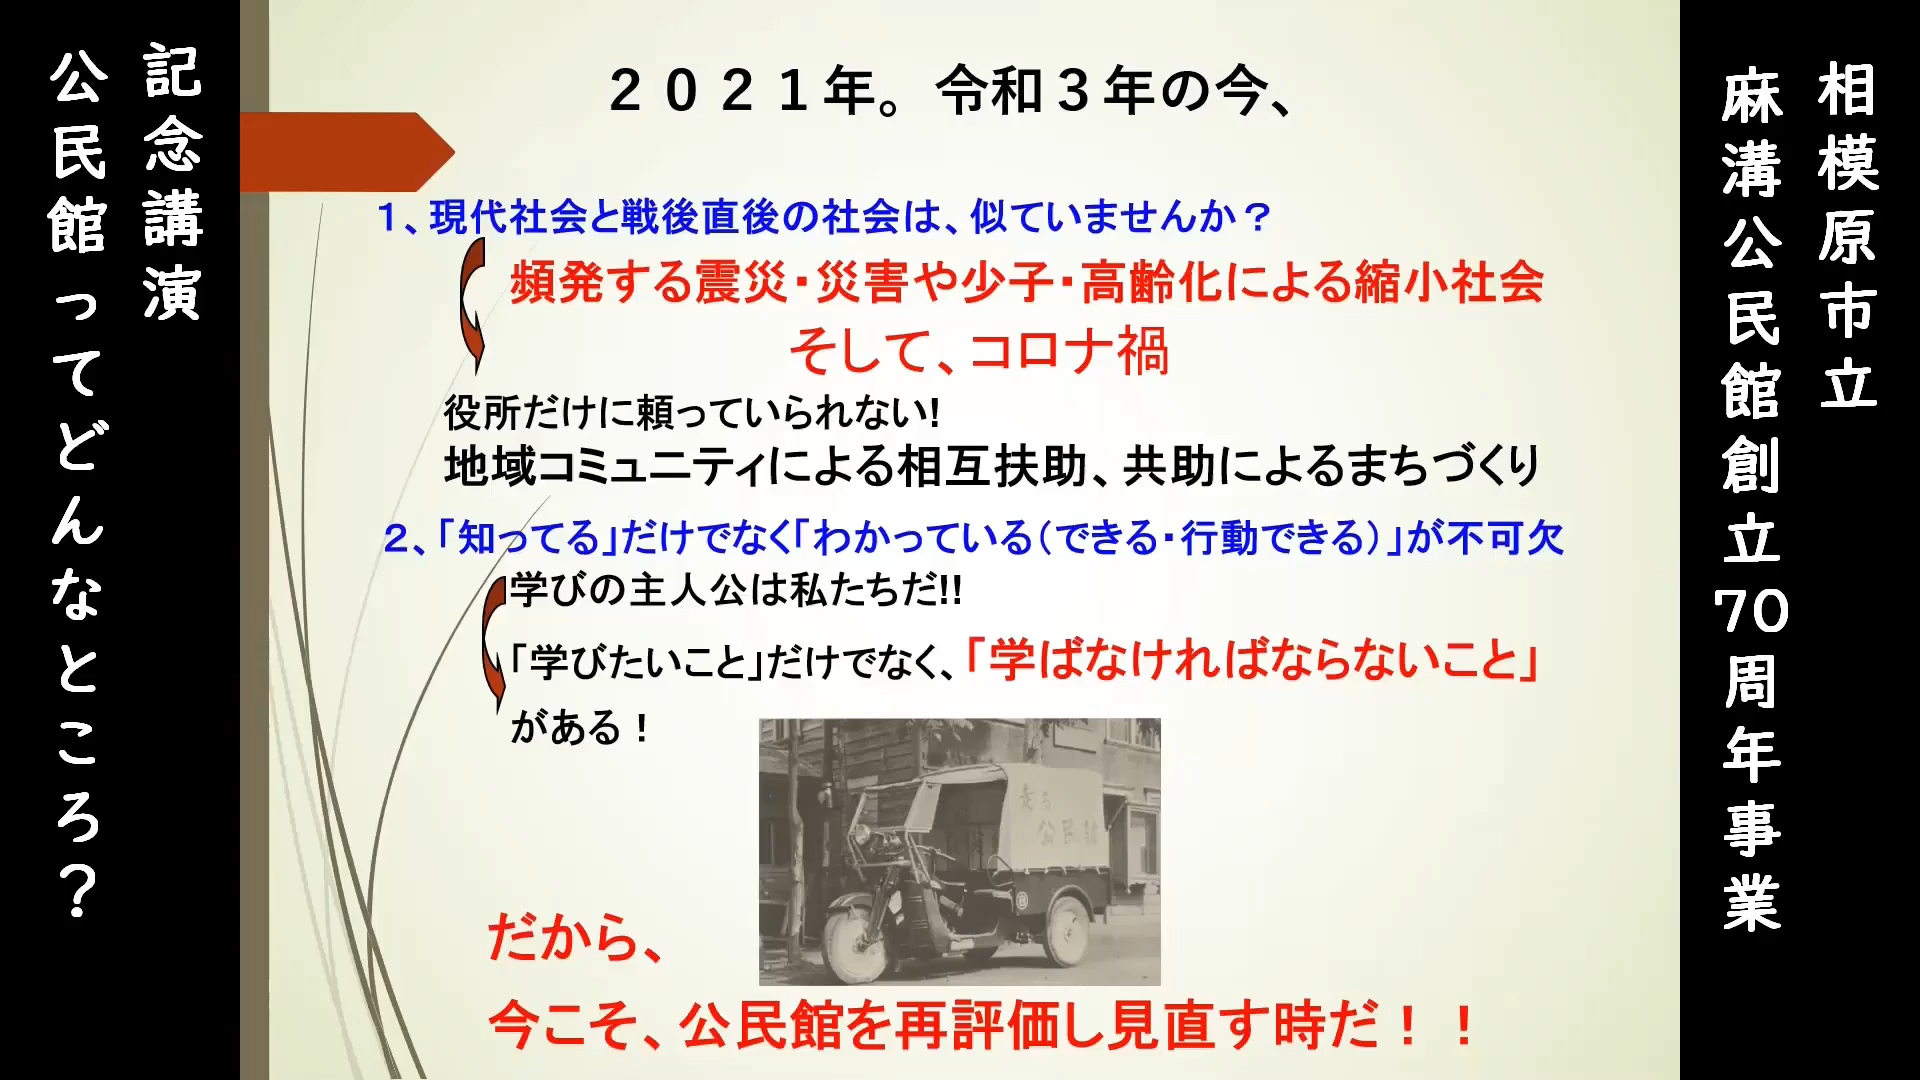 記念講演
公民館ってどんなところ？
２０２１年。令和３年の今、
１、現代社会と戦後直後の社会は、似ていませんか？
頻発する震災・災害や少子・高齢化による縮小社会
そして、コロナ禍
役所だけに頼っていられない!
地域コミュニティによる相互扶助、共助によるまちづくり
２、「知ってる」だけでなく「わかっている（できる・行動できる）」が不可欠
学びの主人公は私たちだ!!
「学びたいこと」だけでなく、「学ばなければならないこと」
がある！
走る
公民館
だから、
今こそ、公民館を再評価し見直す時だ！！
相模原市立
麻溝公民館創立70周年事業